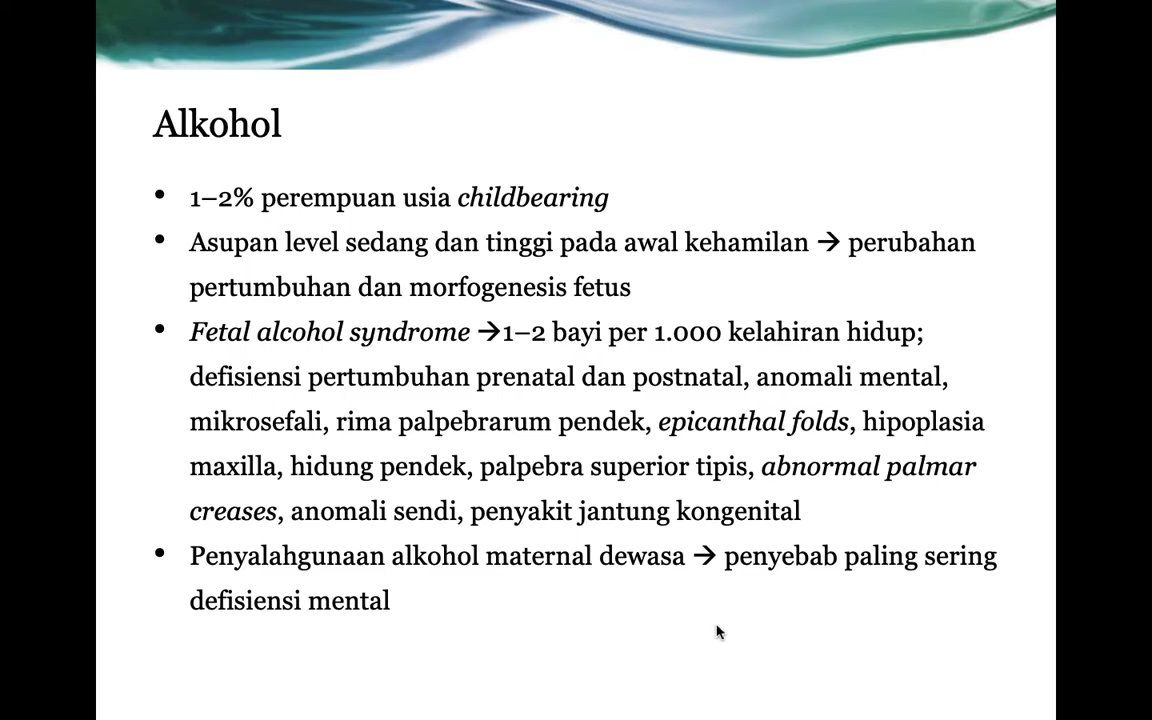 Alkohol
• 1–2% perempuan usia childbearing
• Asupan level sedang dan tinggi pada awal kehamilan → perubahan
pertumbuhan dan morfogenesis fetus
• Fetal alcohol syndrome →1–2 bayi per 1.000 kelahiran hidup;
defisiensi pertumbuhan prenatal dan postnatal, anomali mental,
mikrosefali, rima palpebrarum pendek, epicanthal folds, hipoplasia
maxilla, hidung pendek, palpebra superior tipis, abnormal palmar
creases, anomali sendi, penyakit jantung kongenital
• Penyalahgunaan alkohol maternal dewasa → penyebab paling sering
defisiensi mental